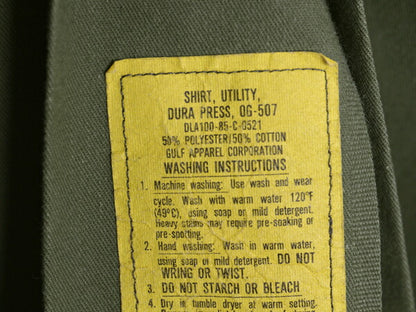 SHIRT, UTILITY,
DURA PRESS, OG-507
DLA100-85-C-0521
50% POLYESTER/50% COTTON
GULF APPAREL CORPORATION
WASHING INSTRUCTIONS
1. Machine washing: Use wash and wear
cycle. Wash with warm water 120°F
(49°C), using soap or mild detergent.
Heavy stains may require pre-soaking or
pre-spotting.
2. Hand washing: Wash in warm water,
using soap or mild detergent. DO NOT
WRING OR TWIST.
3. DO NOT STARCH OR BLEACH
4. Dry in tumble dryer at warm setting.